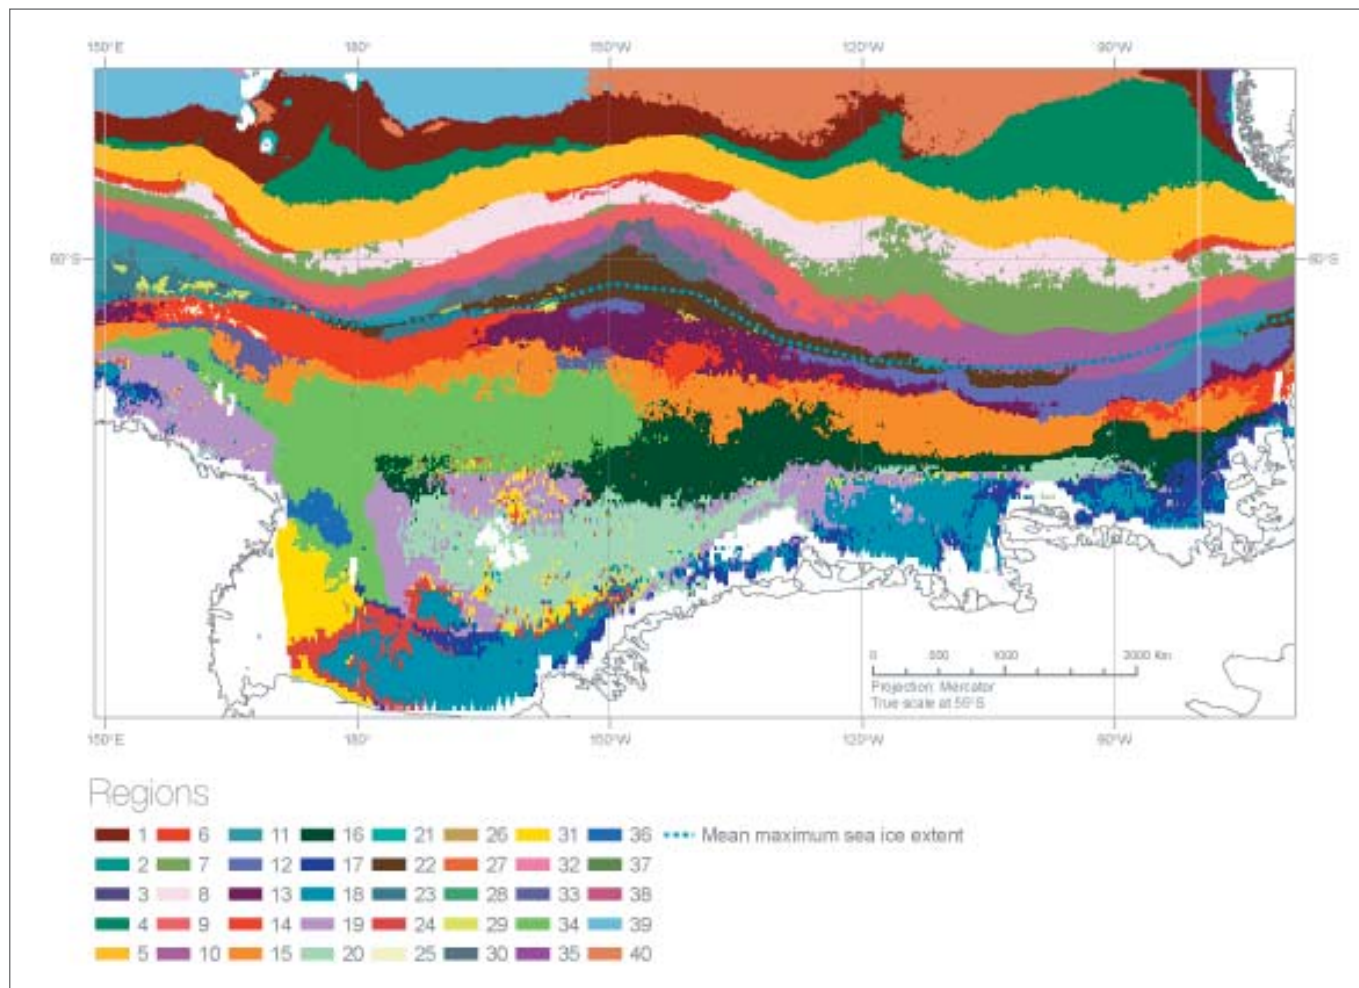 150°E 180° 150°W 120°W 90°W
60°S 60°S
0 500 1000 2000 Km
Projection: Mercator
True scale at 55°S
150°E 180° 150°W 120°W 90°W
Regions
1 6 11 16 21 26 31 36 Mean maximum sea ice extent
2 7 12 17 22 27 32 37
3 8 13 18 23 28 33 38
4 9 14 19 24 29 34 39
5 10 15 20 25 30 35 40